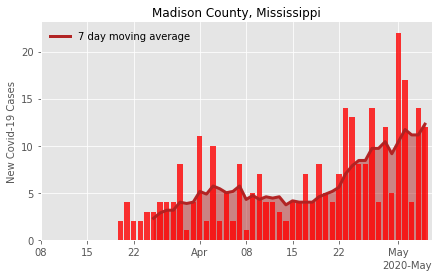 Madison County, Mississippi
7 day moving average
New Covid-19 Cases
20
15
10
5
0
08 15 22 Apr 08 15 22 May
2020-May